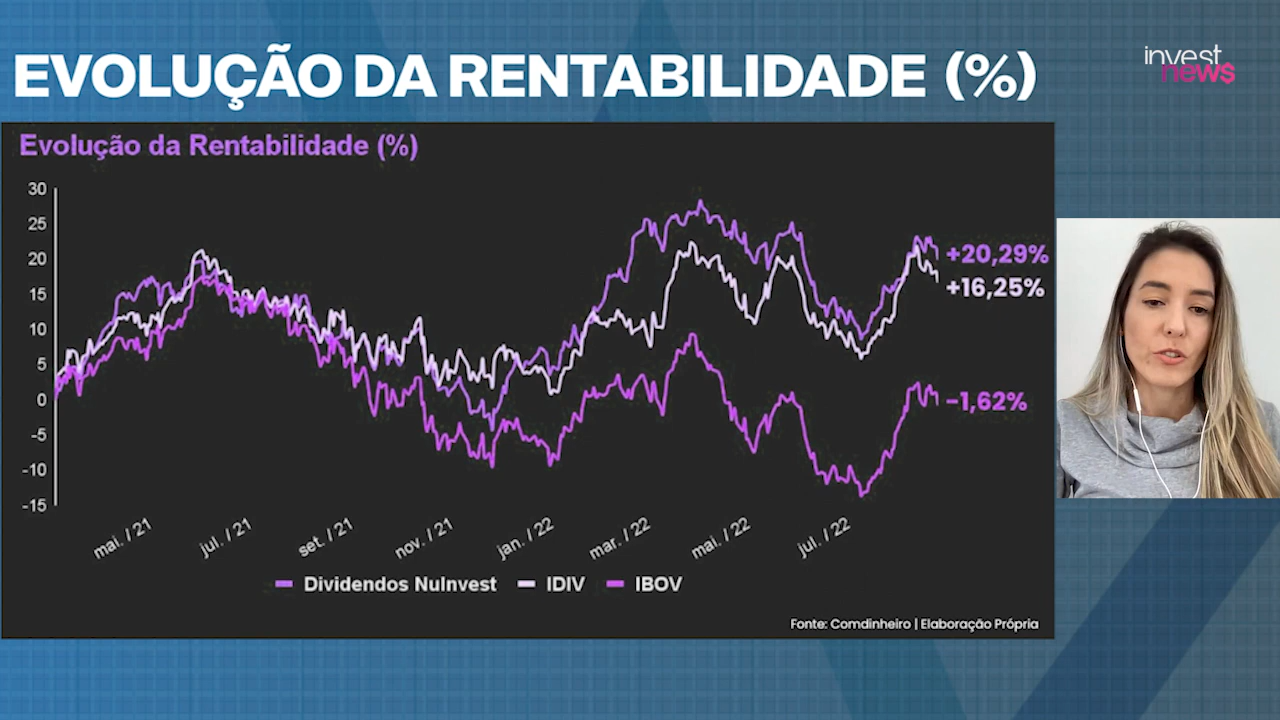 EVOLUÇÃO DA RENTABILIDADE (%)
invest
news
Evolução da Rentabilidade (%)
30
25
20
15
10
5
0
-5
-10
-15
+20,29%
+16,25%
-1,62%
mai. / 21
jul. / 21
set. / 21
nov. / 21
jan. / 22
mar. / 22
mai. / 22
jul. / 22
Dividendos NuInvest
IDIV
IBOV
Fonte: Comdinheiro | Elaboração Própria